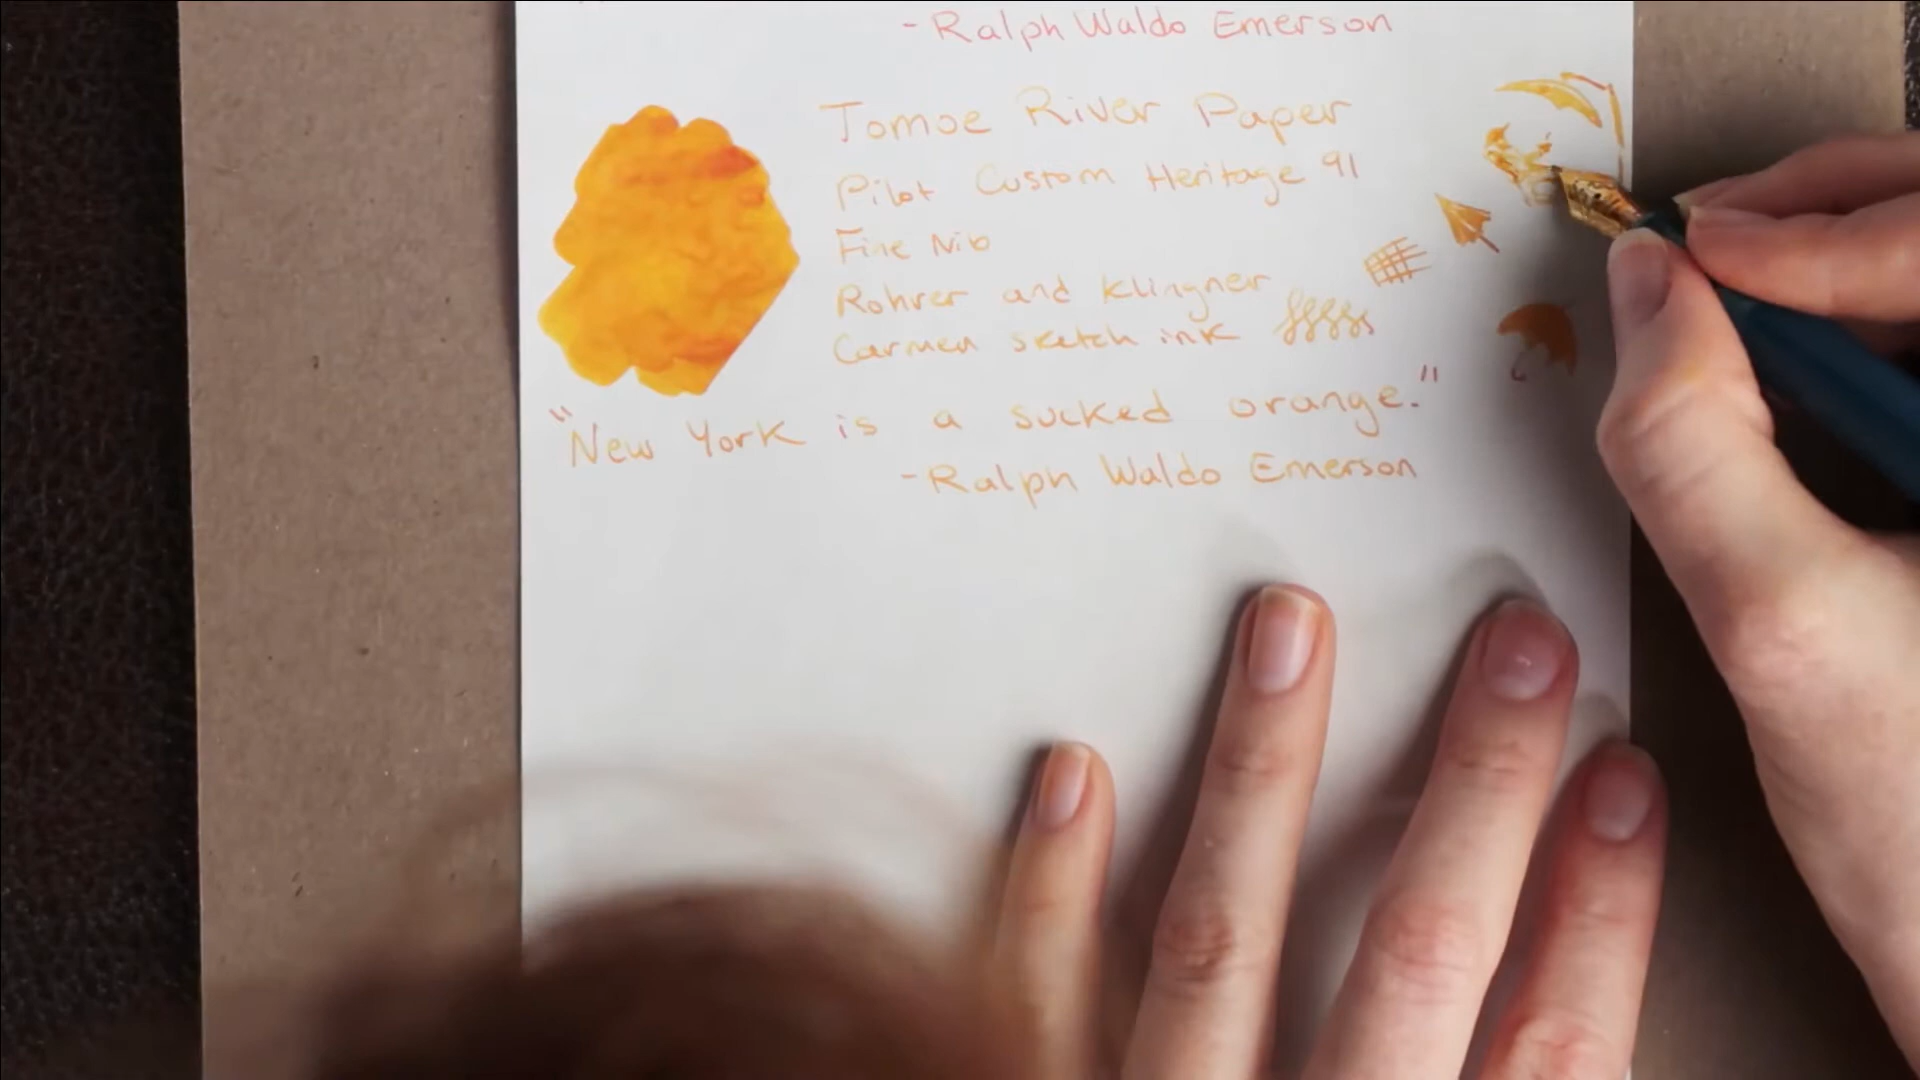 -Ralph Waldo Emerson
Tomoe River Paper
Pilot Custom Heritage 91
Fine Nib
Rohrer and Klingner
Carmen sketch ink
"New York is a sucked orange."
-Ralph Waldo Emerson